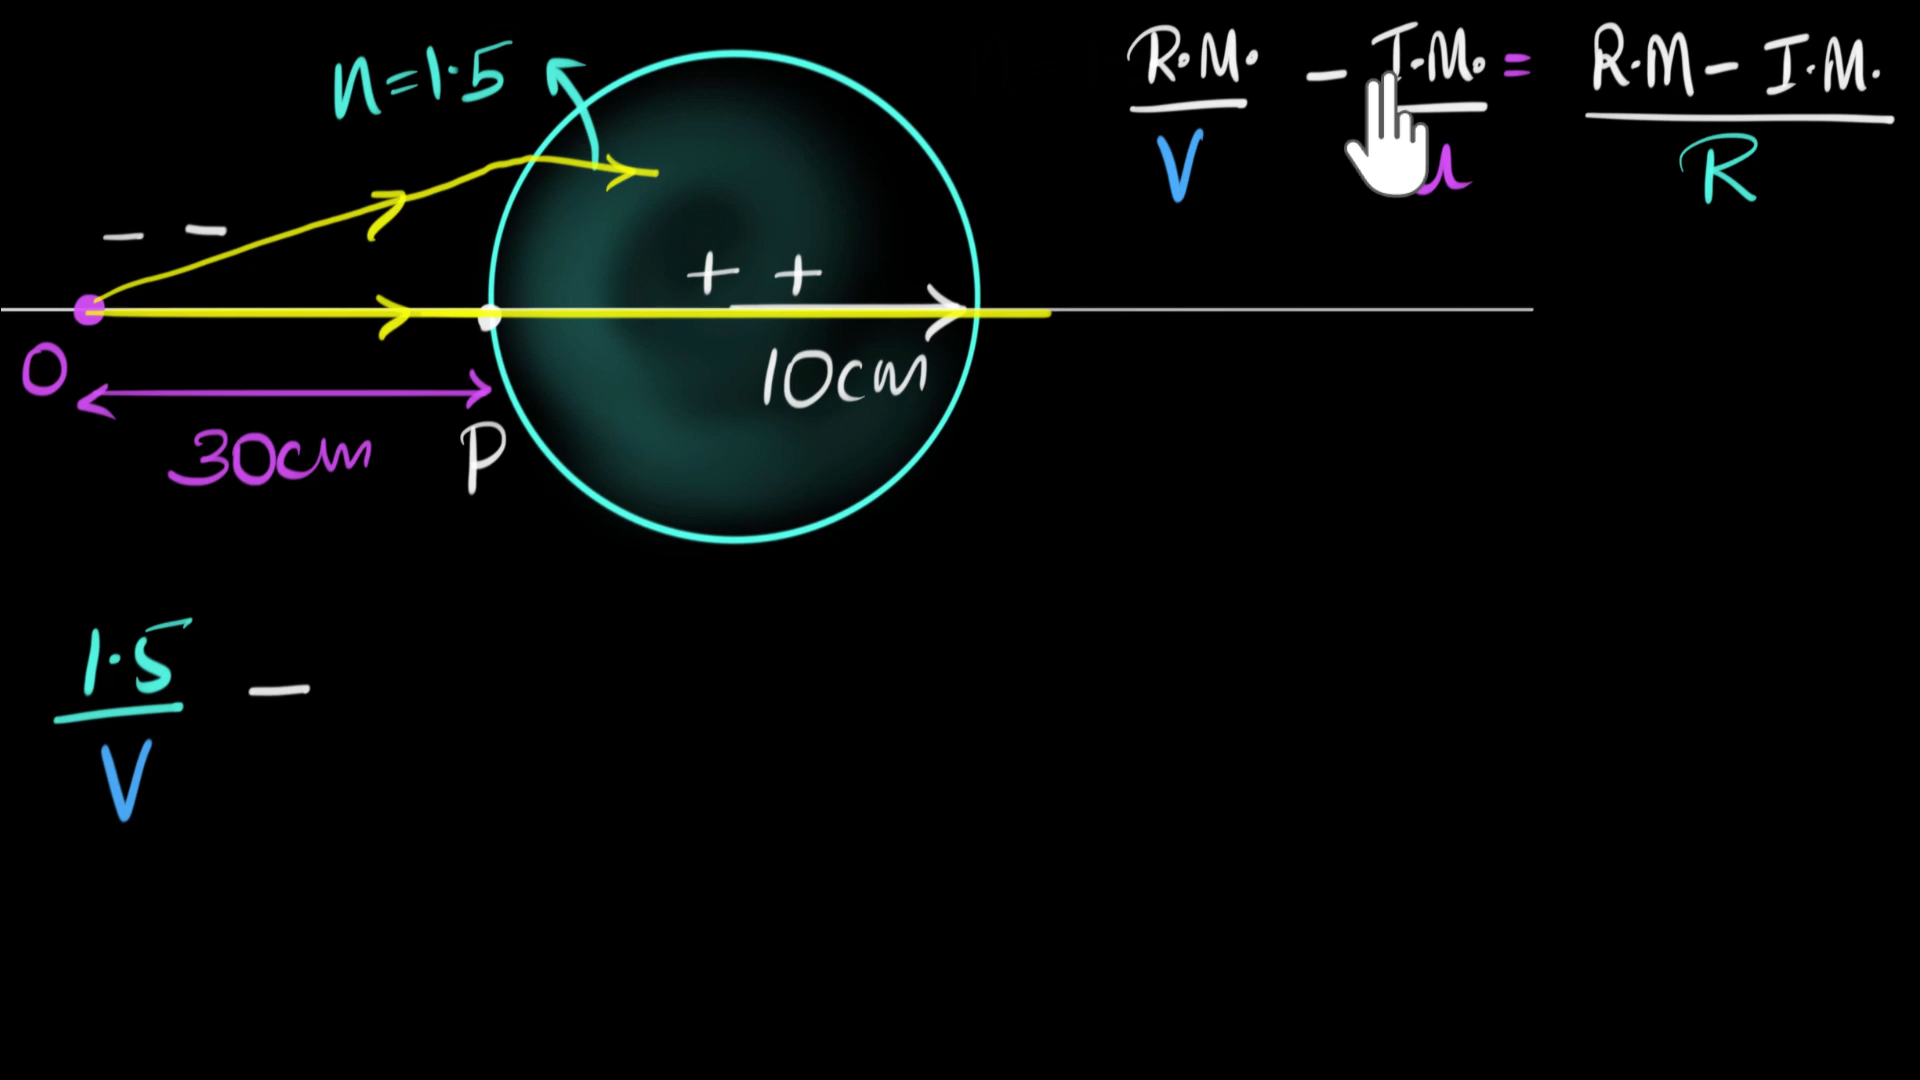 n=1.5
R.M. / V - I.M. / u = R.M - I.M. / R
- -
+ +
10cm
O
30cm
P
1.5 / V -